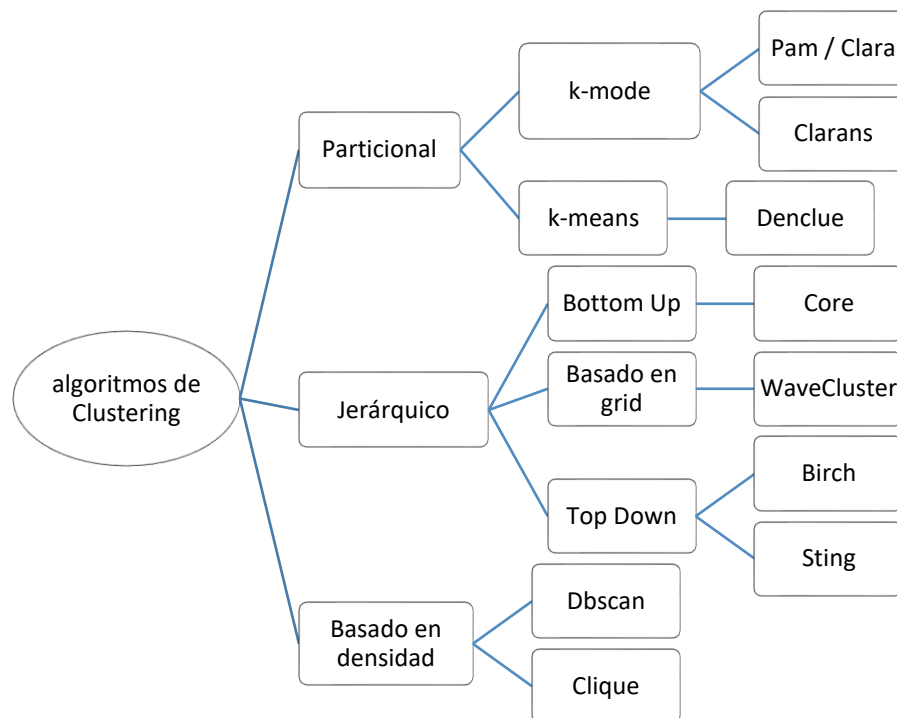 algoritmos de
Clustering
Particional
k-mode
Pam / Clara
Clarans
k-means
Denclue
Jerárquico
Bottom Up
Core
Basado en
grid
WaveCluster
Top Down
Birch
Sting
Basado en
densidad
Dbscan
Clique